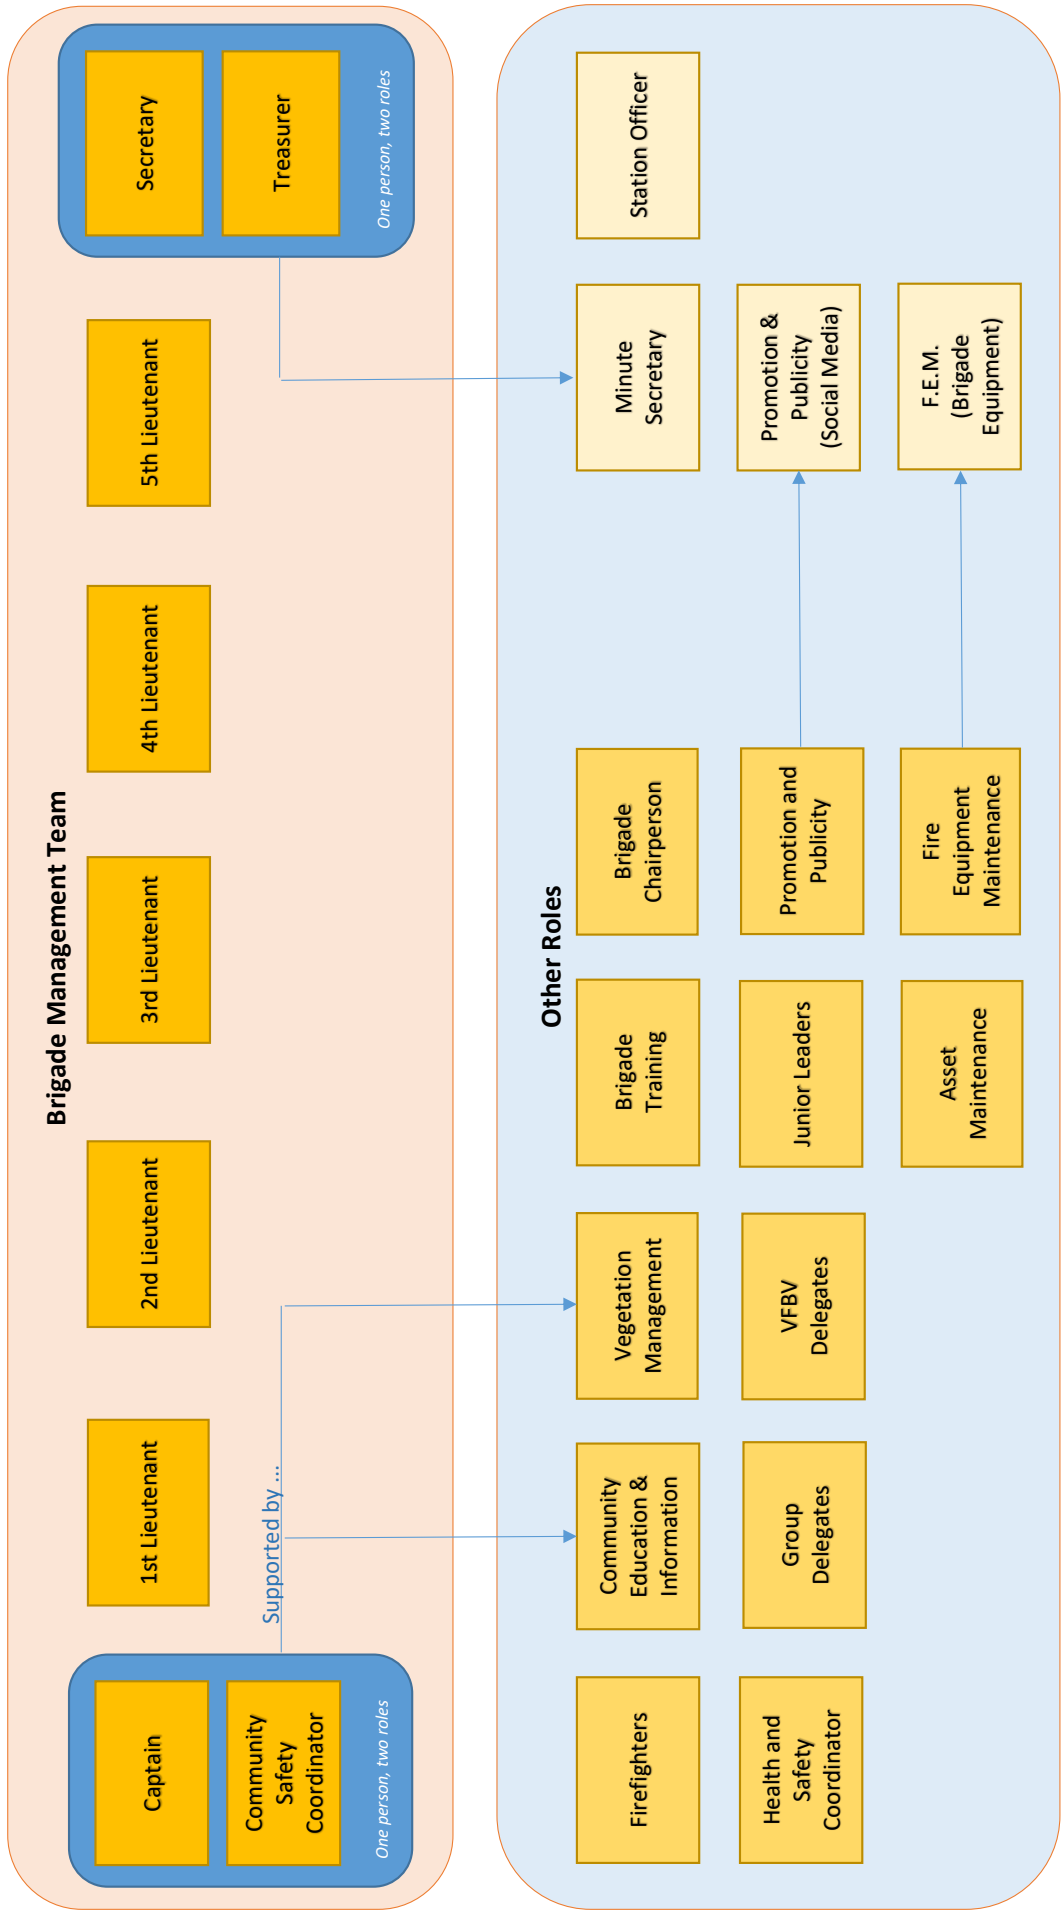 Brigade Management Team
Captain
Community
Safety
Coordinator
One person, two roles
1st Lieutenant
2nd Lieutenant
3rd Lieutenant
4th Lieutenant
5th Lieutenant
Secretary
Treasurer
One person, two roles
Supported by ...
Other Roles
Firefighters
Community
Education &
Information
Vegetation
Management
Brigade
Training
Brigade
Chairperson
Minute
Secretary
Station Officer
Health and
Safety
Coordinator
Group
Delegates
VFBV
Delegates
Junior Leaders
Promotion and
Publicity
Promotion &
Publicity
(Social Media)
Asset
Maintenance
Fire
Equipment
Maintenance
F.E.M.
(Brigade
Equipment)